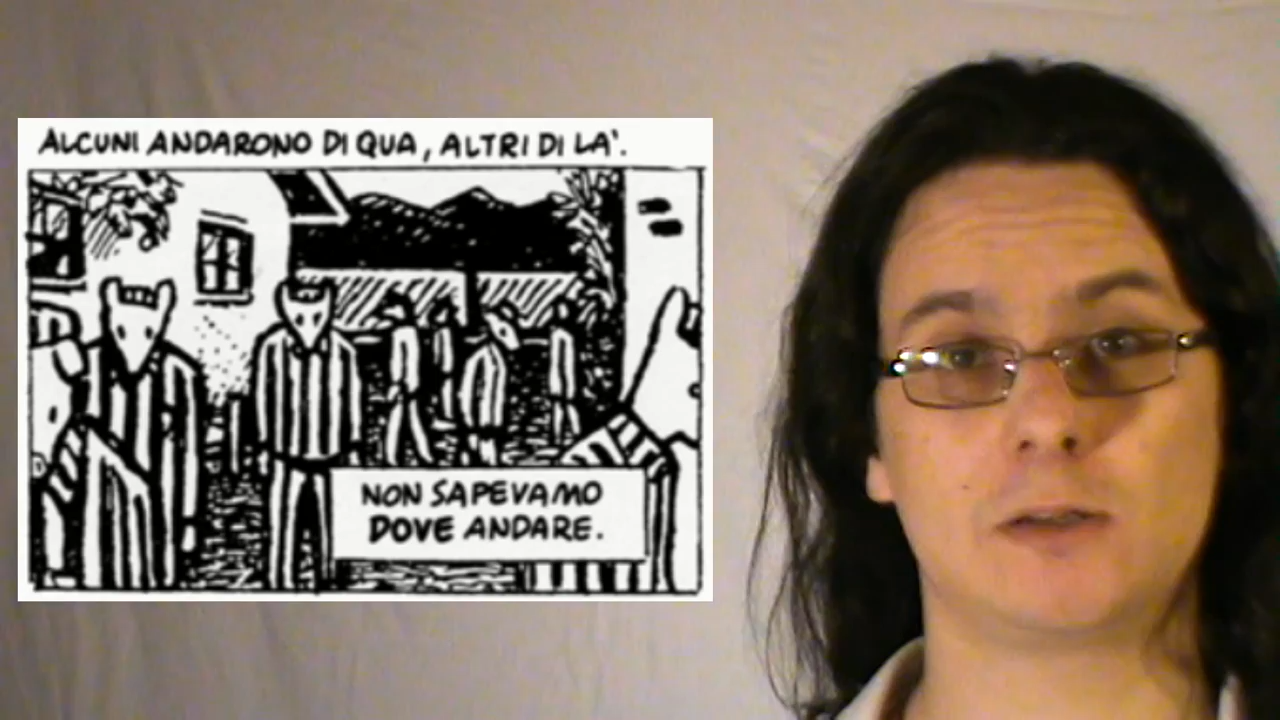 ALCUNI ANDARONO DI QUA, ALTRI DI LA'.
NON SAPEVAMO
DOVE ANDARE.